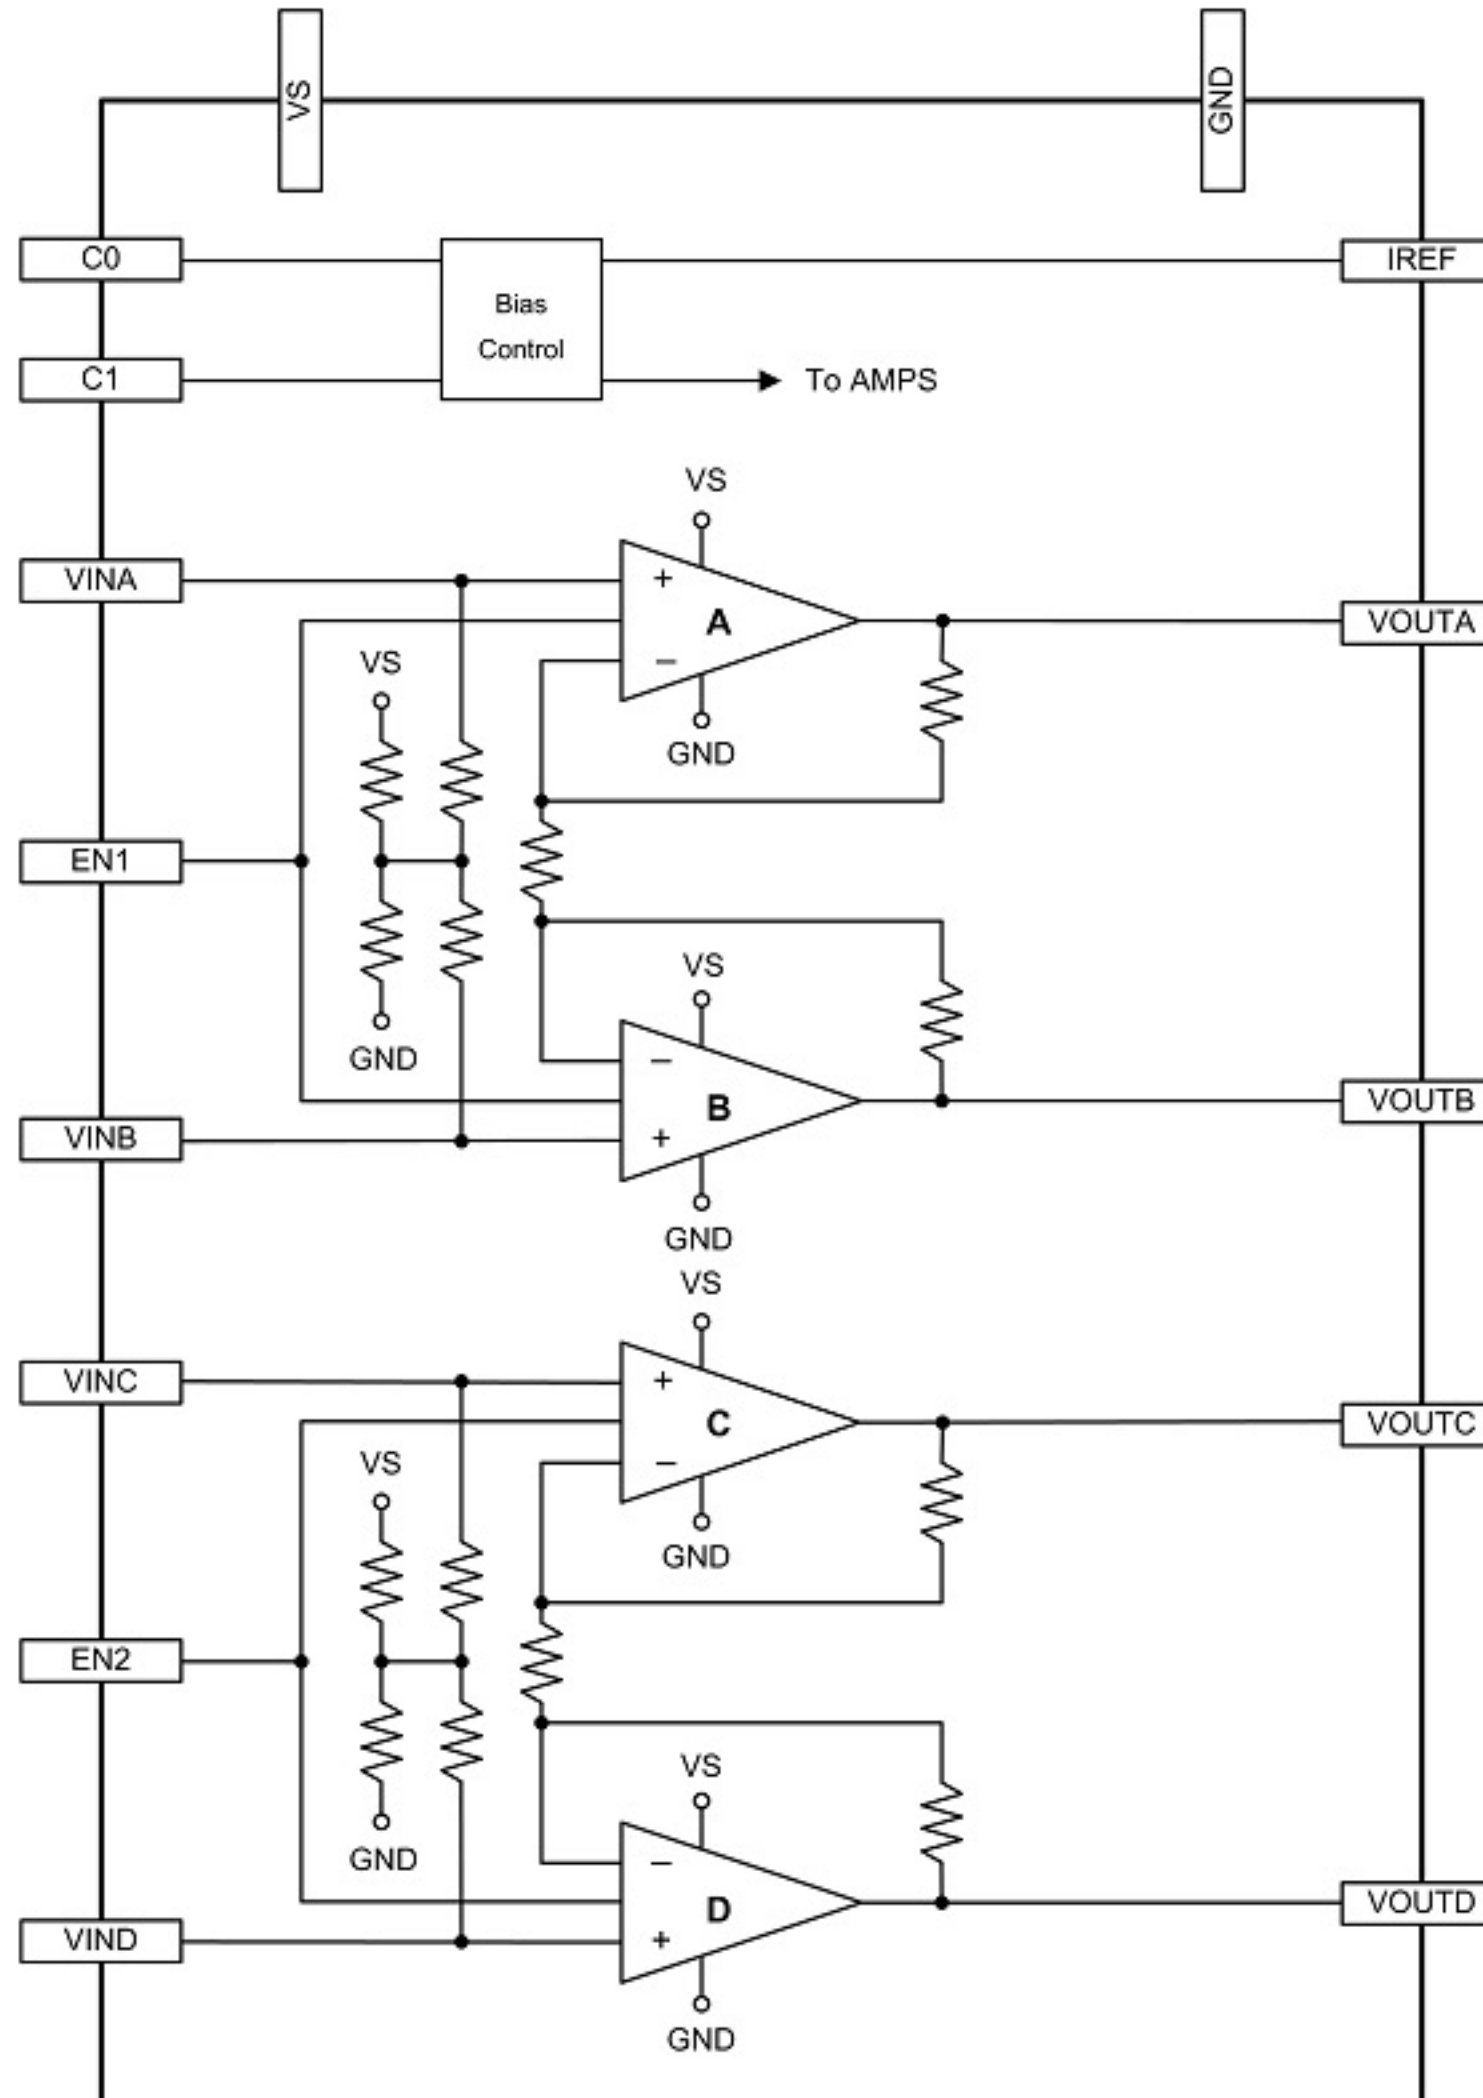 VS
GND
C0
IREF
Bias
Control
C1
To AMPS
VS
VINA
+
A
VOUTA
VS
−
GND
EN1
VS
GND
−
B
VOUTB
VINB
+
GND
VS
VINC
+
C
VOUTC
VS
−
GND
EN2
VS
GND
−
D
VOUTD
VIND
+
GND